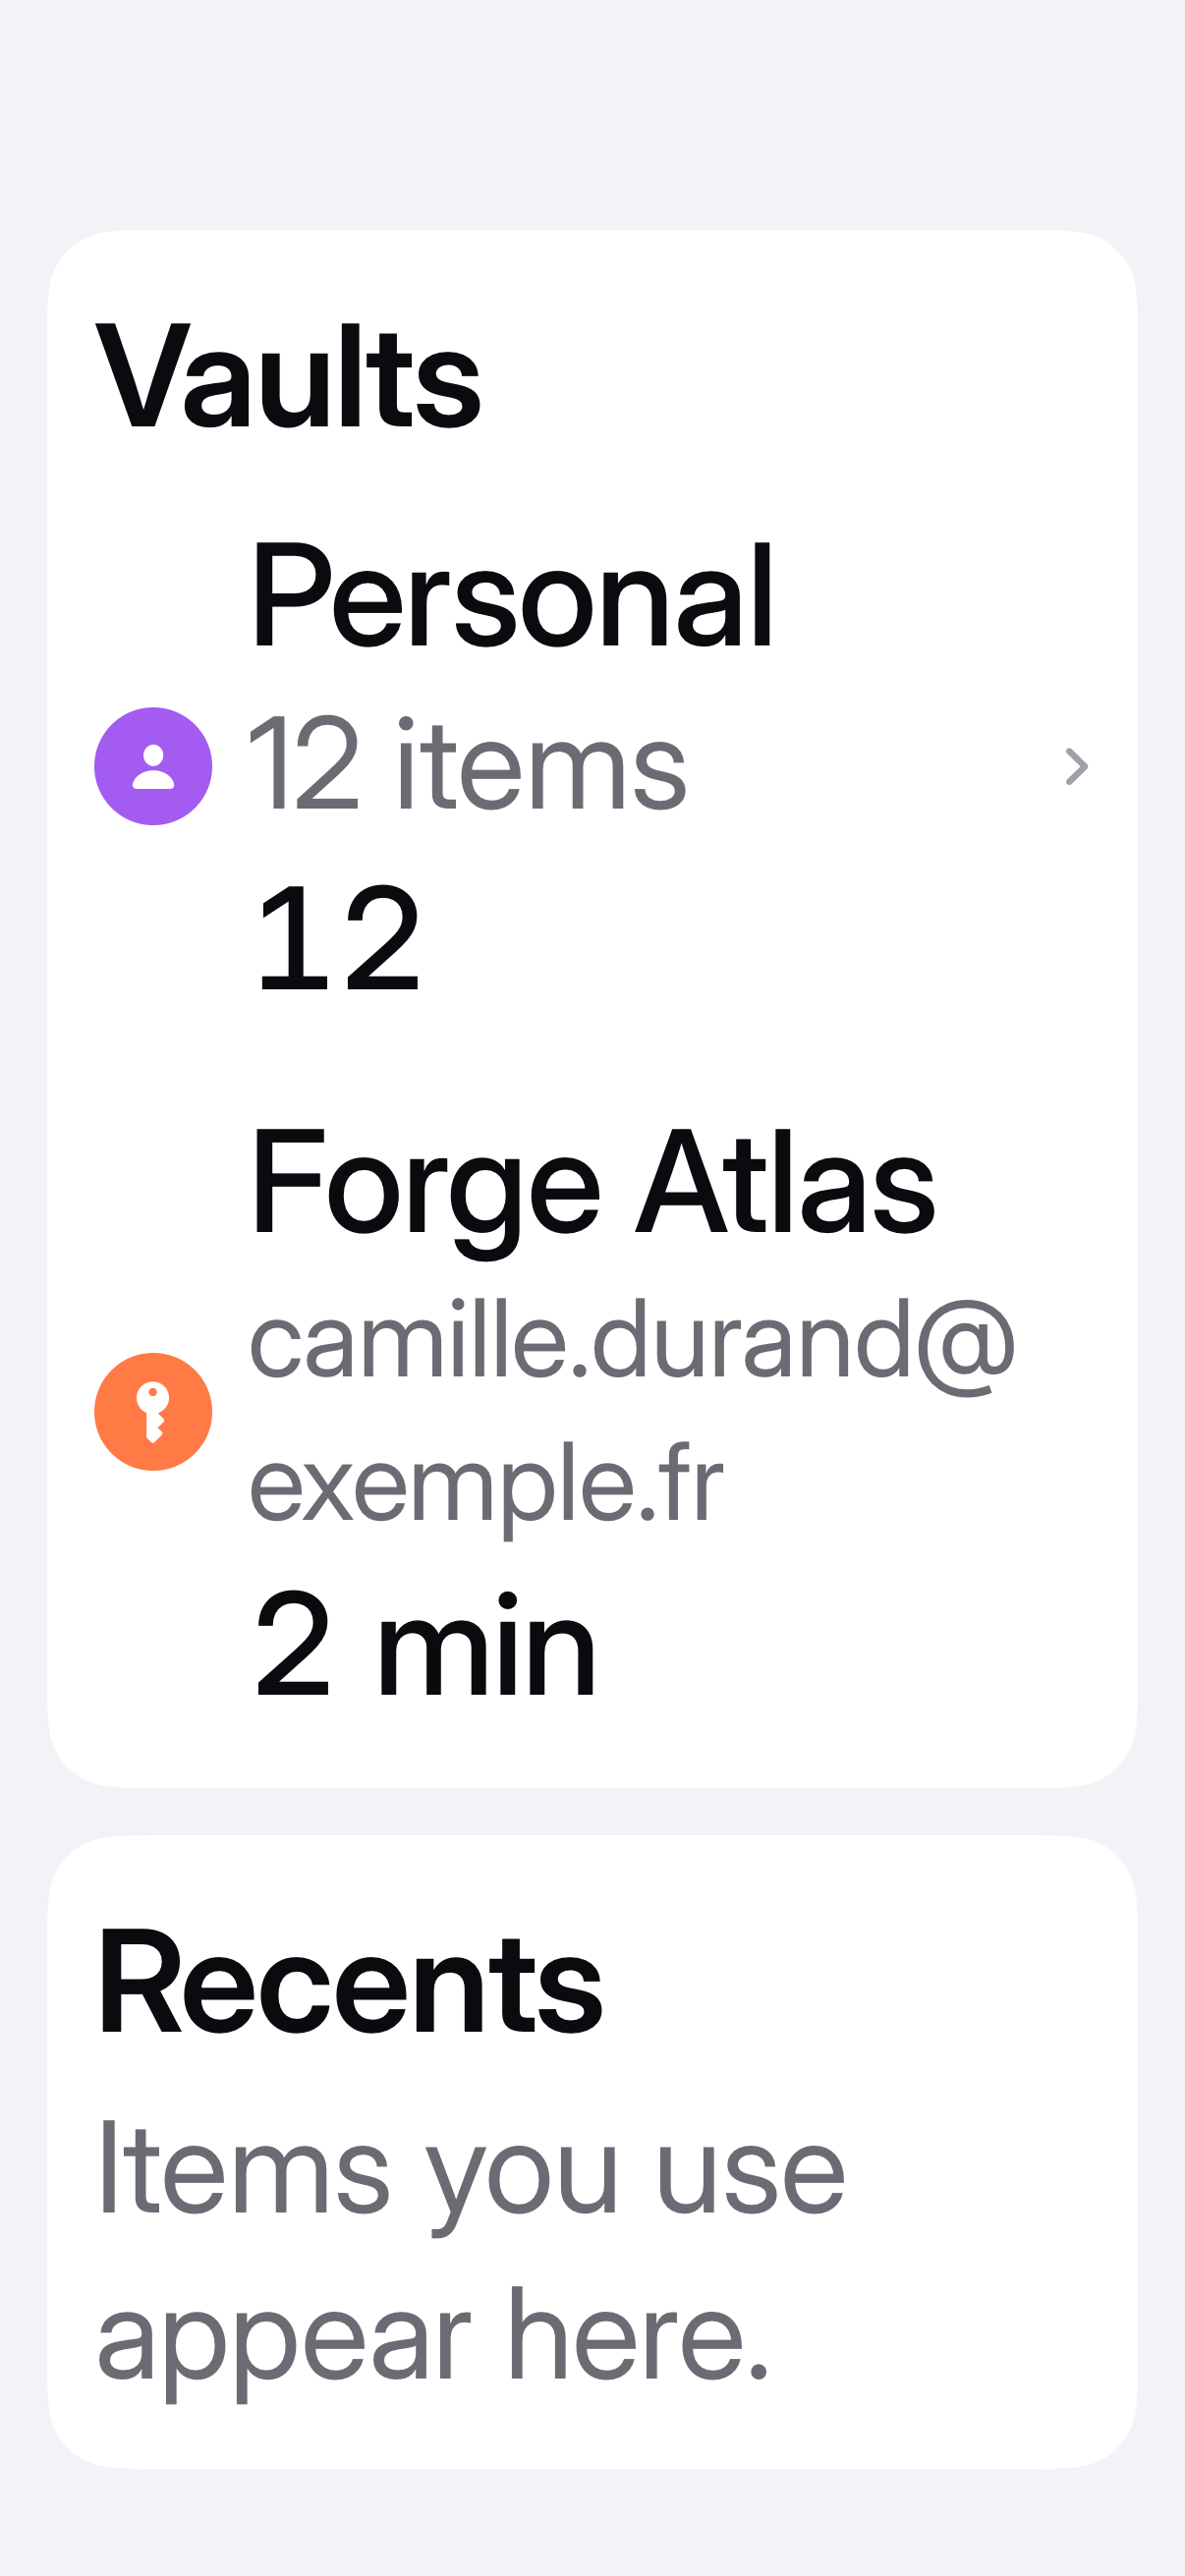 Vaults
Personal
12 items
12
Forge Atlas
camille.durand@
exemple.fr
2 min
Recents
Items you use
appear here.